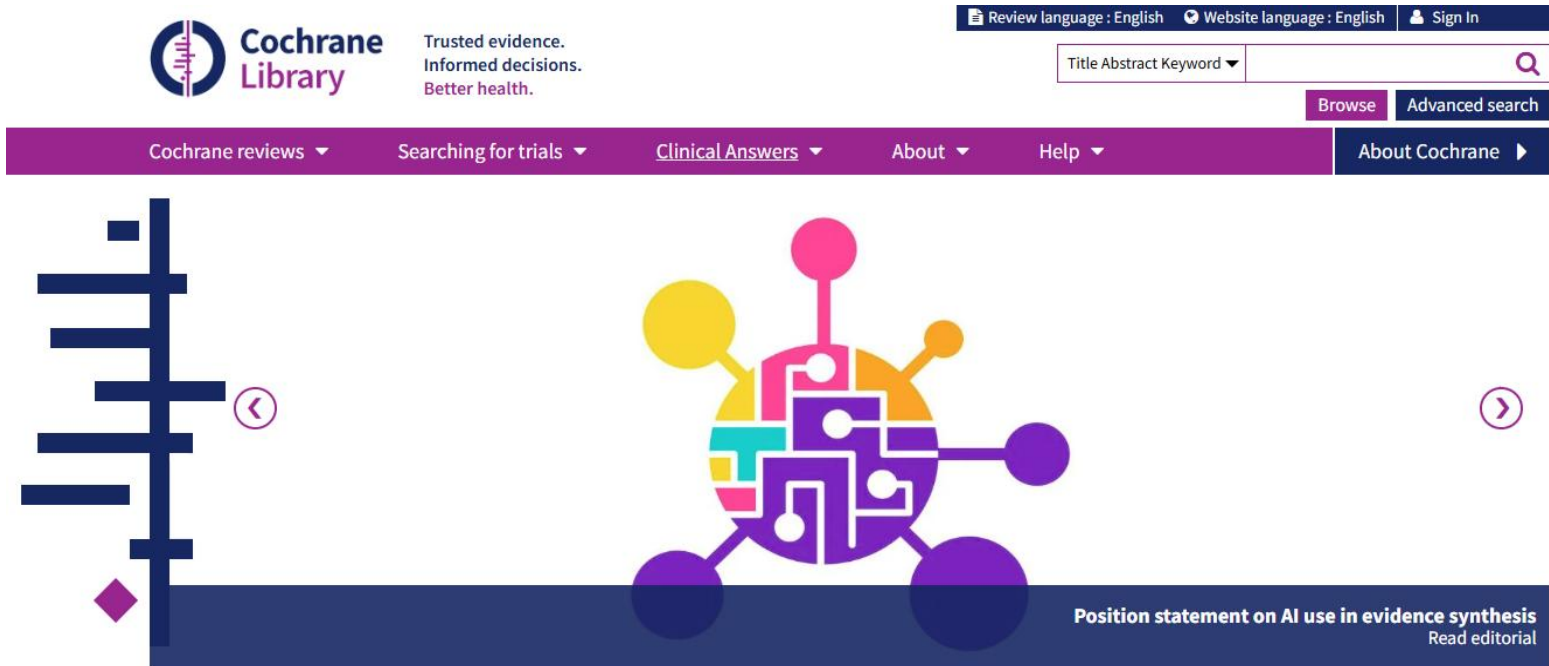 Review language : English Website language : English Sign In
Cochrane
Library
Trusted evidence.
Informed decisions.
Better health.
Title Abstract Keyword
Browse Advanced search
Cochrane reviews Searching for trials Clinical Answers About Help About Cochrane
Position statement on AI use in evidence synthesis
Read editorial